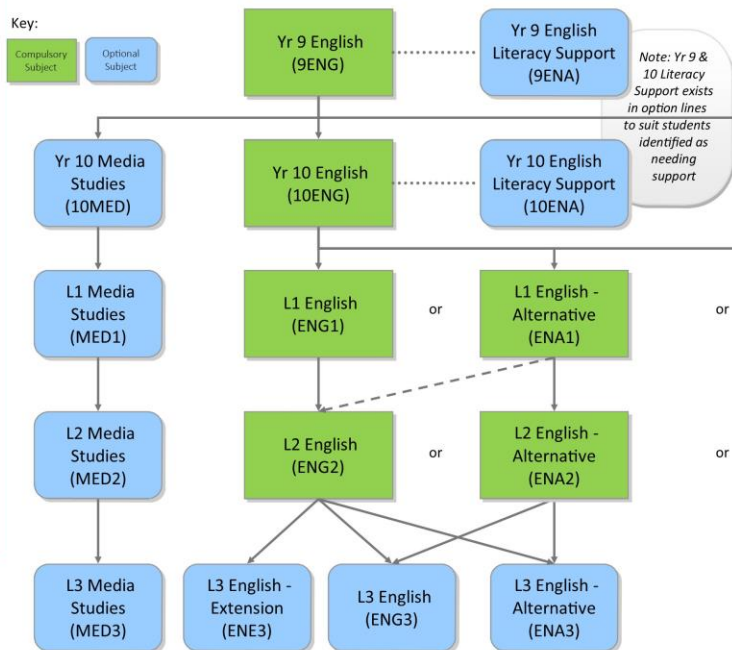 Key:
Compulsory
Subject
Optional
Subject
Yr 9 English
(9ENG)
Yr 9 English
Literacy Support
(9ENA)
Note: Yr 9 &
10 Literacy
Support exists
in option lines
to suit students
identified as
needing
support
Yr 10 Media
Studies
(10MED)
Yr 10 English
(10ENG)
Yr 10 English
Literacy Support
(10ENA)
L1 Media
Studies
(MED1)
L1 English
(ENG1)
or
L1 English -
Alternative
(ENA1)
or
L2 Media
Studies
(MED2)
L2 English
(ENG2)
or
L2 English -
Alternative
(ENA2)
or
L3 Media
Studies
(MED3)
L3 English -
Extension
(ENE3)
L3 English
(ENG3)
L3 English -
Alternative
(ENA3)